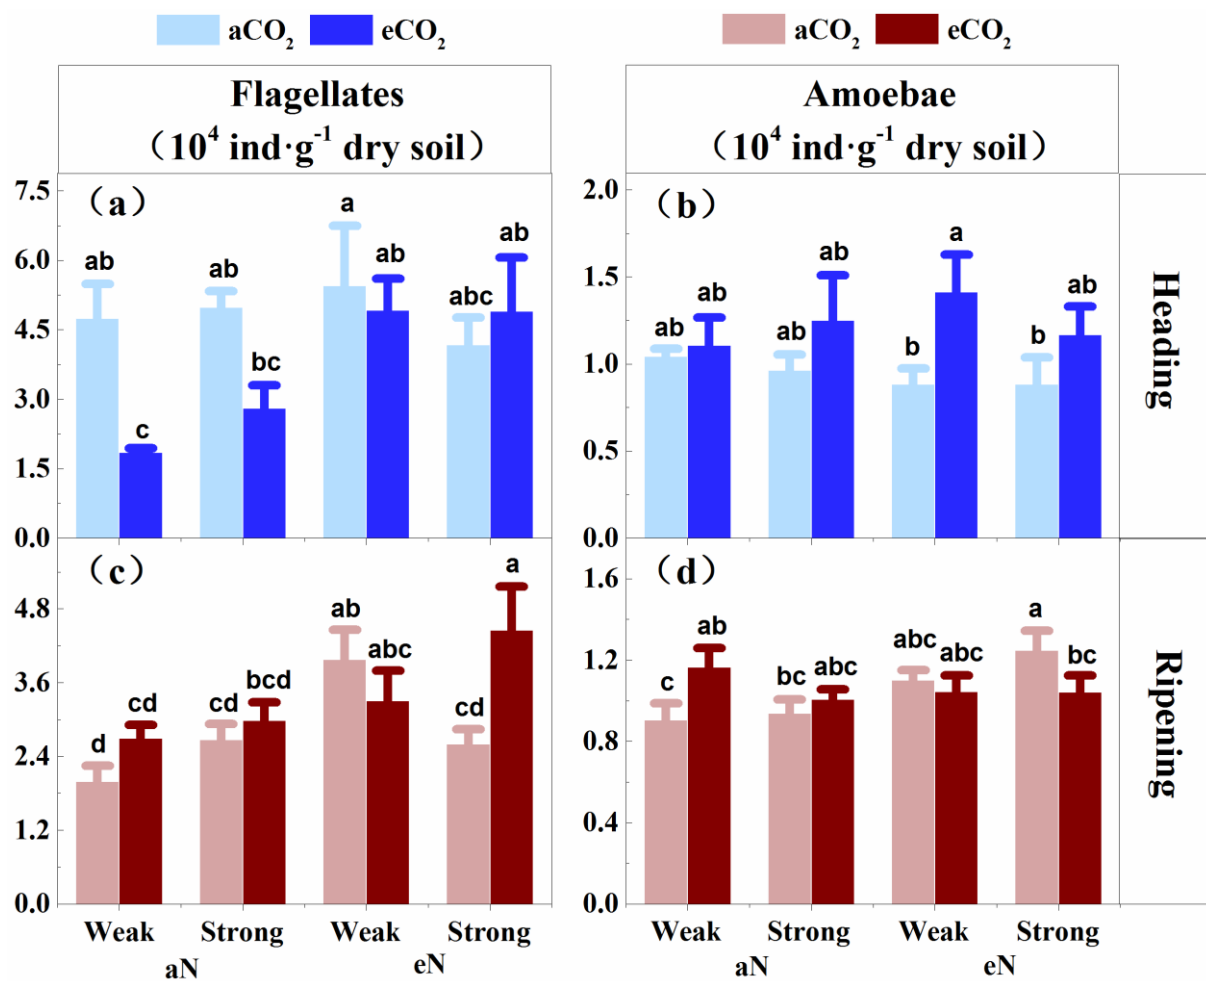 aCO₂ eCO₂ aCO₂ eCO₂
Flagellates
（10⁴ ind·g⁻¹ dry soil）
Amoebae
（10⁴ ind·g⁻¹ dry soil）
（a）
7.5
6.0
4.5
3.0
1.5
0.0
ab c ab bc a ab abc ab
（b）
2.0
1.5
1.0
0.5
0.0
ab ab ab ab b a b ab
Heading
（c）
4.8
3.6
2.4
1.2
0.0
d cd cd bcd ab abc cd a
Weak Strong Weak Strong
aN eN
（d）
1.6
1.2
0.8
0.4
0.0
c ab bc abc abc abc a bc
Weak Strong Weak Strong
aN eN
Ripening